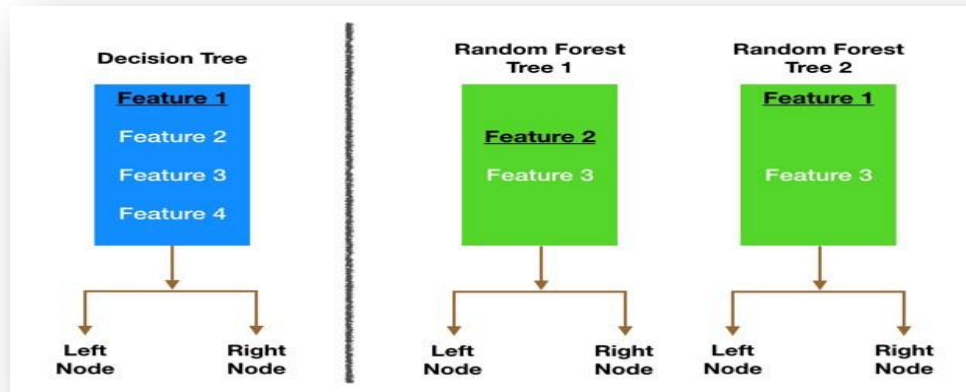 Decision Tree
Feature 1
Feature 2
Feature 3
Feature 4
Left
Node
Right
Node
Random Forest
Tree 1
Feature 2
Feature 3
Left
Node
Right
Node
Random Forest
Tree 2
Feature 1
Feature 3
Left
Node
Right
Node